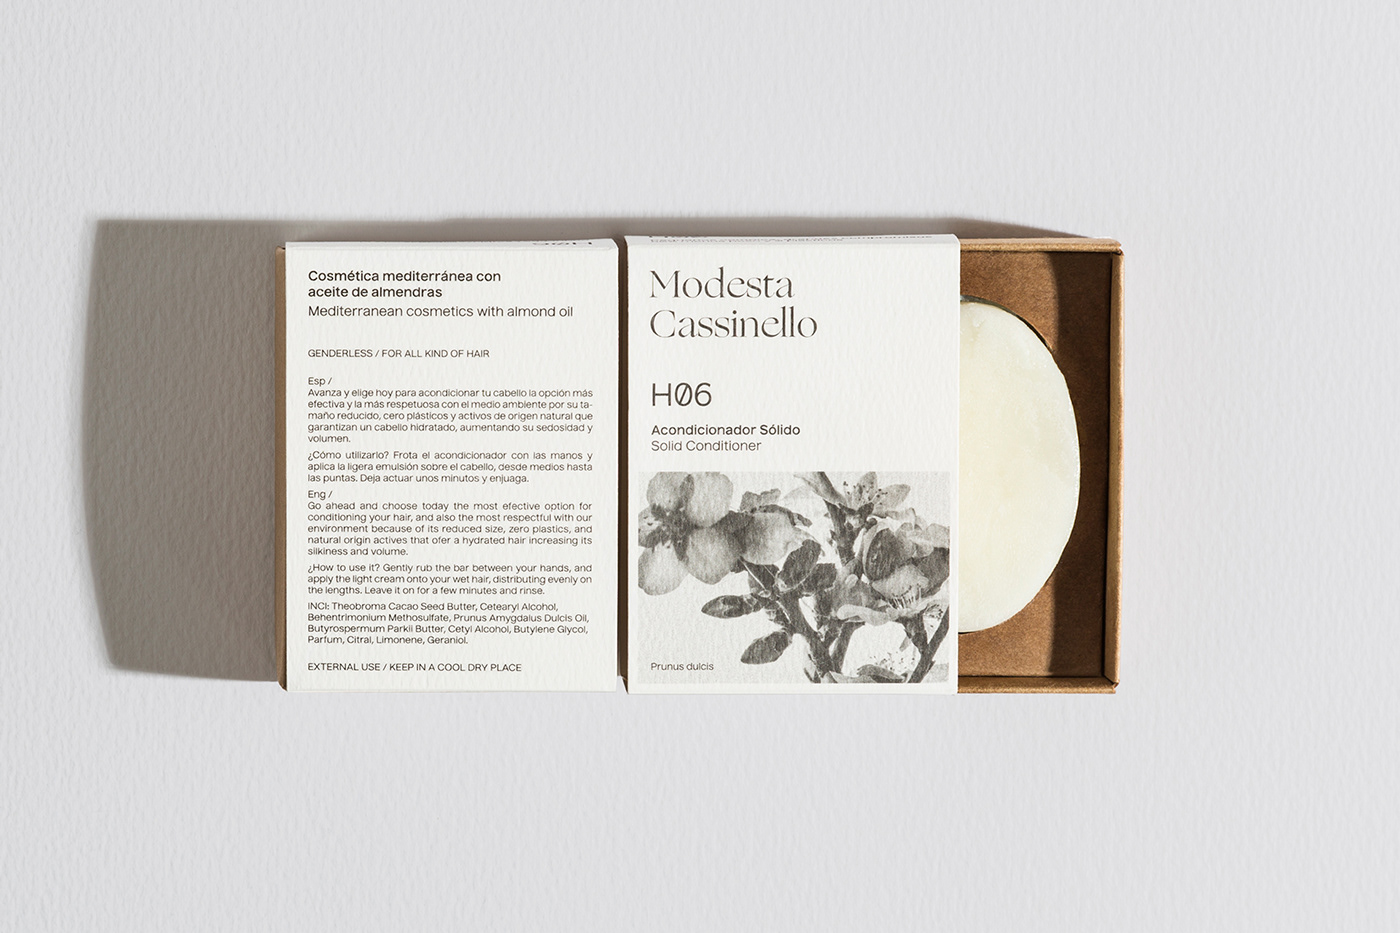 Cosmética mediterránea con
aceite de almendras
Mediterranean cosmetics with almond oil
GENDERLESS / FOR ALL KIND OF HAIR
Esp /
Avanza y elige hoy para acondicionar tu cabello la opción más
efectiva y la más respetuosa con el medio ambiente por su ta-
maño reducido, cero plásticos y activos de origen natural que
garantizan un cabello hidratado, aumentando su sedosidad y
volumen.
¿Cómo utilizarlo? Frota el acondicionador con las manos y
aplica la ligera emulsión sobre el cabello, desde medios hasta
las puntas. Deja actuar unos minutos y enjuaga.
Eng /
Go ahead and choose today the most efective option for
conditioning your hair, and also the most respectful with our
environment because of its reduced size, zero plastics, and
natural origin actives that ofer a hydrated hair increasing its
silkiness and volume.
¿How to use it? Gently rub the bar between your hands, and
apply the light cream onto your wet hair, distributing evenly on
the lengths. Leave it on for a few minutes and rinse.
INCI: Theobroma Cacao Seed Butter, Cetearyl Alcohol,
Behentrimonium Methosulfate, Prunus Amygdalus Dulcis Oil,
Butyrospermum Parkii Butter, Cetyl Alcohol, Butylene Glycol,
Parfum, Citral, Limonene, Geraniol.
EXTERNAL USE / KEEP IN A COOL DRY PLACE
Modesta
Cassinello
H06
Acondicionador Sólido
Solid Conditioner
Prunus dulcis